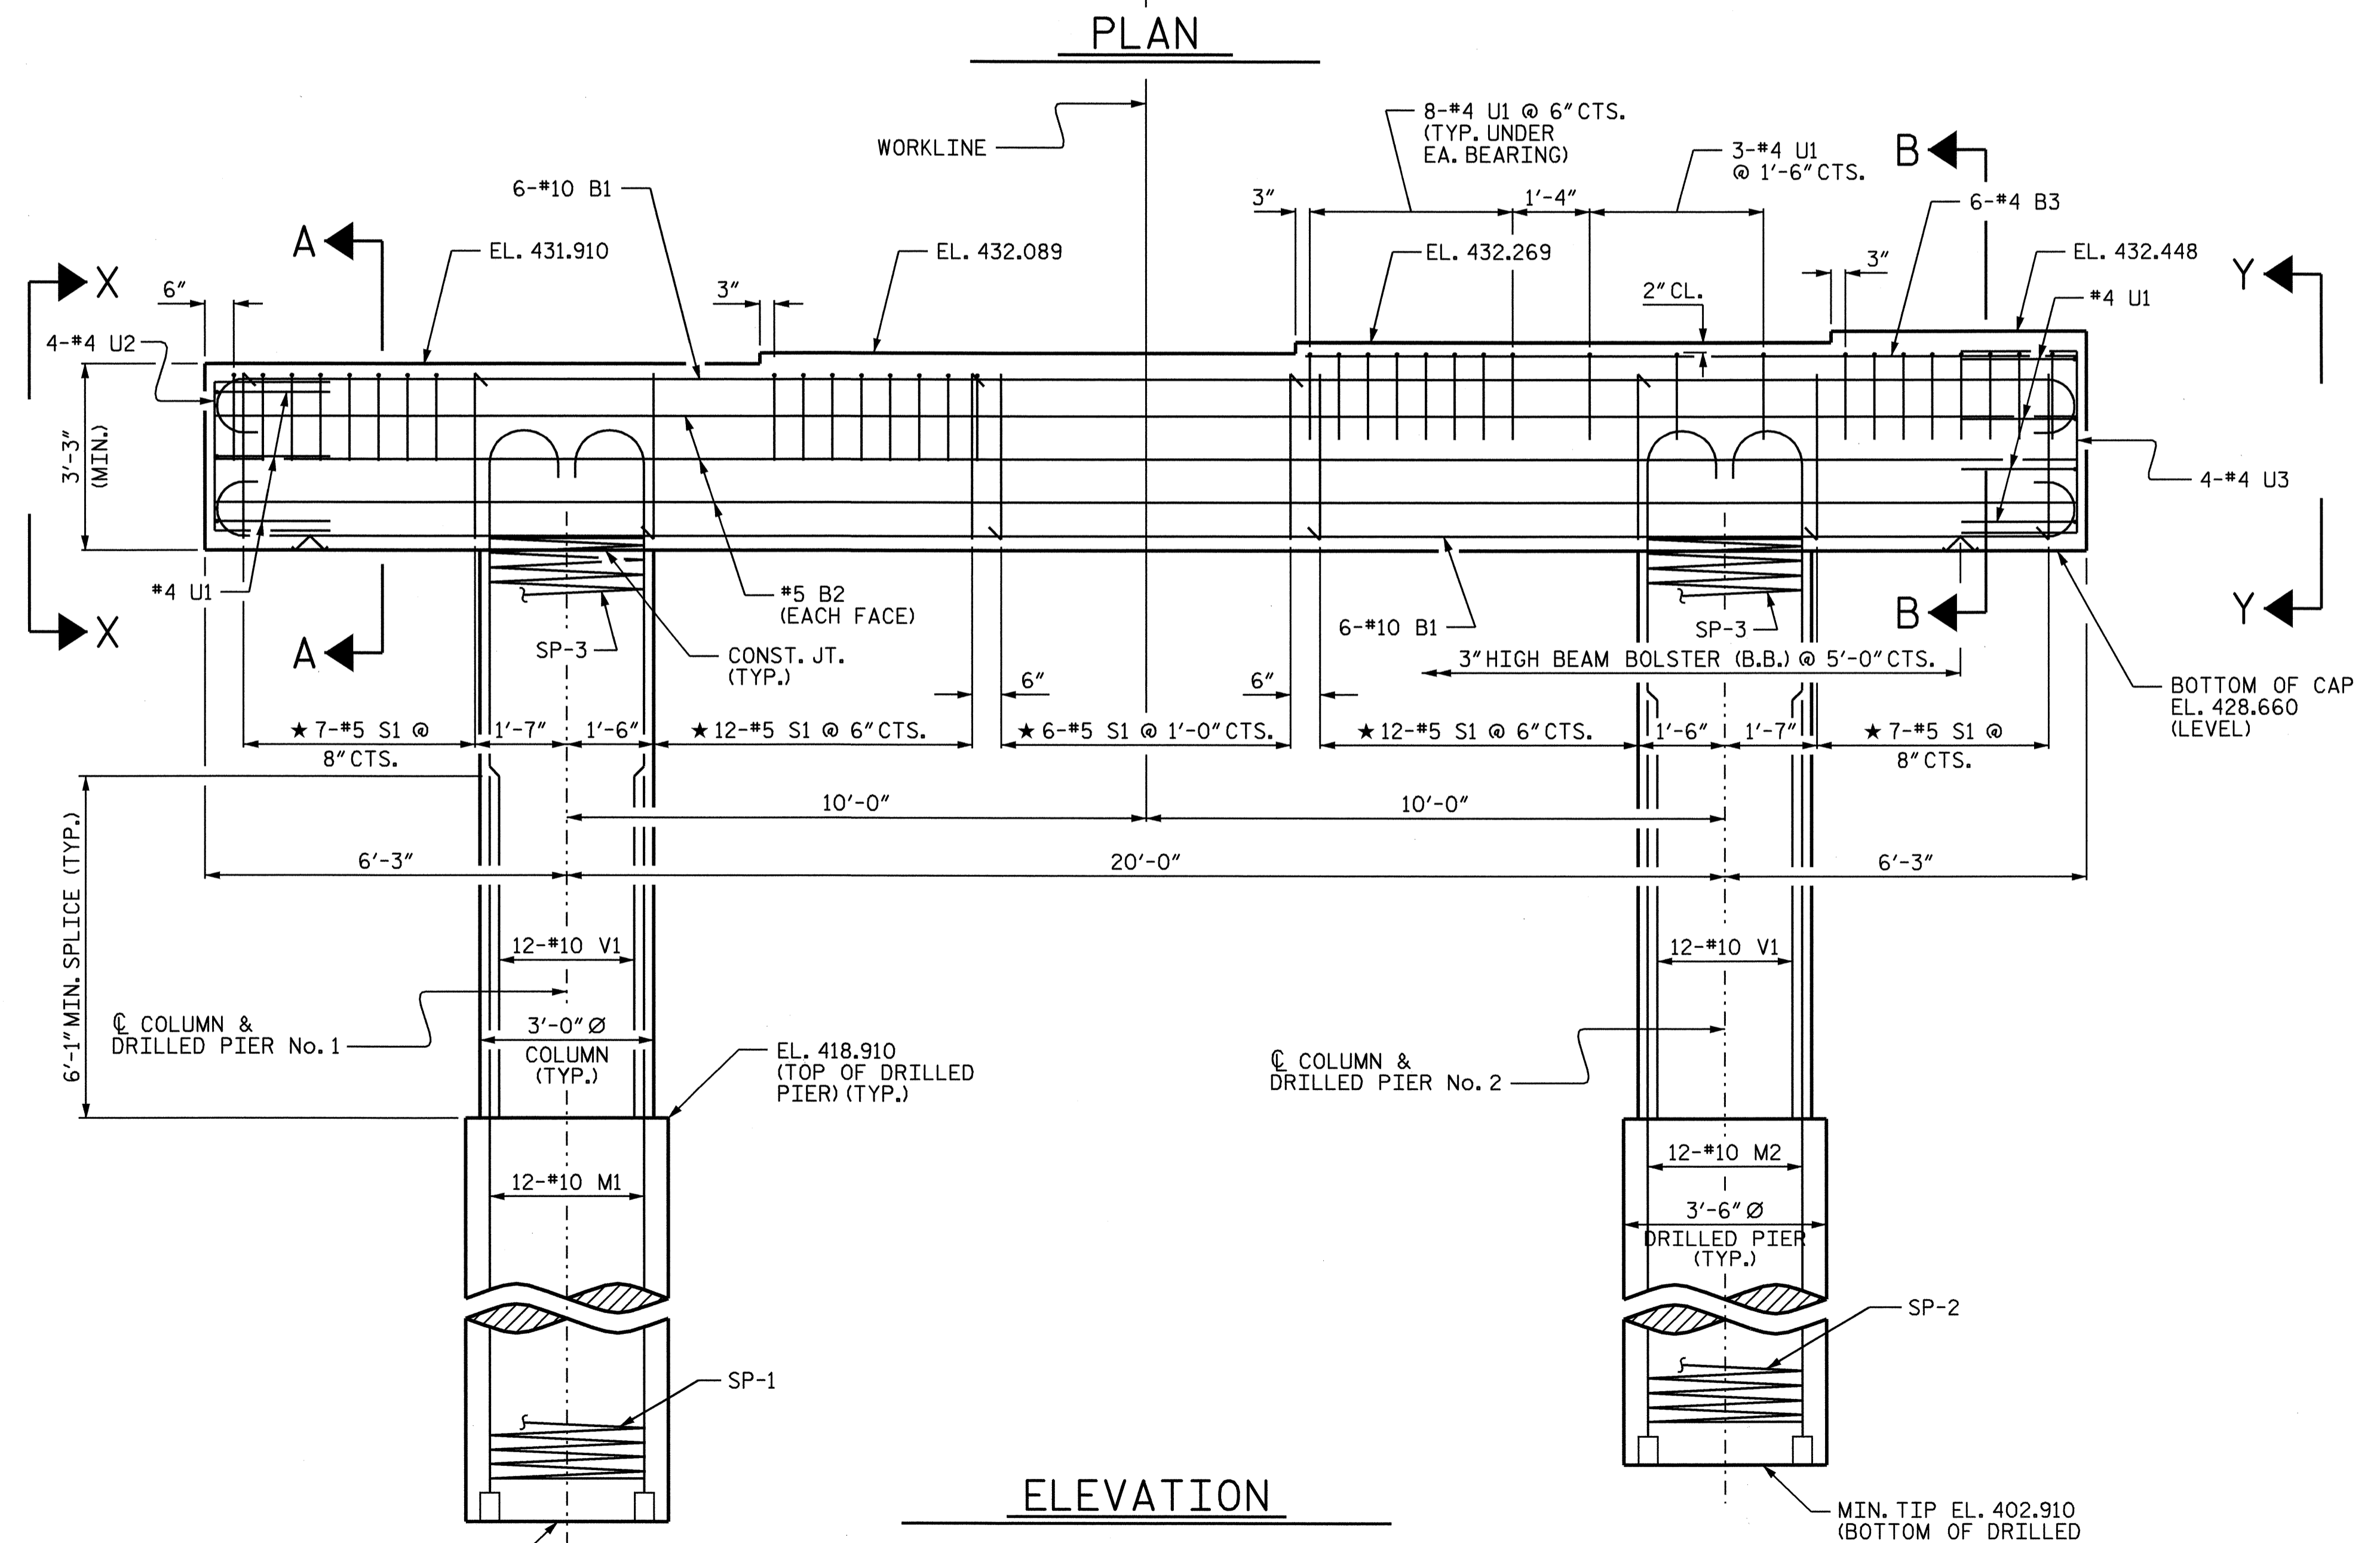 PLAN
WORKLINE
8-#4 U1 @ 6" CTS.
(TYP. UNDER
EA. BEARING)
3-#4 U1
@ 1'-6" CTS.
B
6-#10 B1
3"
1'-4"
6-#4 B3
A
EL. 431.910
EL. 432.089
EL. 432.269
EL. 432.448
X
6"
3"
2" CL.
3"
Y
#4 U1
4-#4 U2
3'-3"
(MIN.)
4-#4 U3
#4 U1
#5 B2
(EACH FACE)
X
A
SP-3
CONST. JT.
(TYP.)
6-#10 B1
SP-3
B
Y
3" HIGH BEAM BOLSTER (B.B.) @ 5'-0" CTS.
BOTTOM OF CAP
EL. 428.660
(LEVEL)
6"
6"
★ 7-#5 S1 @
8" CTS.
1'-7"
1'-6"
★ 12-#5 S1 @ 6" CTS.
★ 6-#5 S1 @ 1'-0" CTS.
★ 12-#5 S1 @ 6" CTS.
1'-6"
1'-7"
★ 7-#5 S1 @
8" CTS.
10'-0"
10'-0"
6'-3"
20'-0"
6'-3"
6'-1" MIN. SPLICE (TYP.)
12-#10 V1
12-#10 V1
℄ COLUMN &
DRILLED PIER No. 1
3'-0" Ø
COLUMN
(TYP.)
EL. 418.910
(TOP OF DRILLED
PIER) (TYP.)
℄ COLUMN &
DRILLED PIER No. 2
12-#10 M1
12-#10 M2
3'-6" Ø
DRILLED PIER
(TYP.)
SP-2
SP-1
ELEVATION
MIN. TIP EL. 402.910
(BOTTOM OF DRILLED